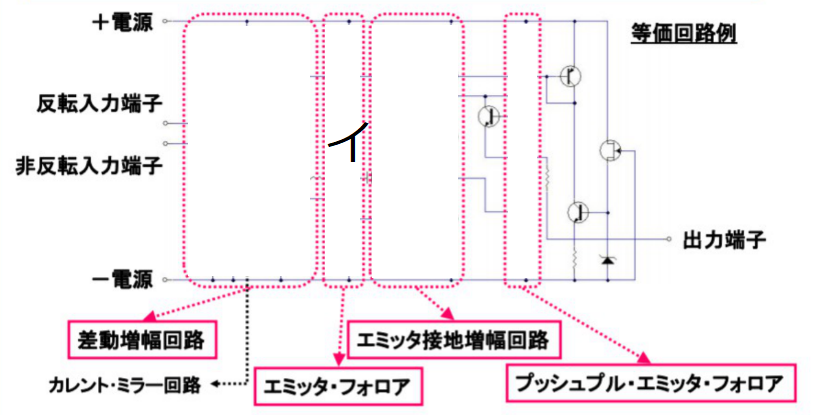 +電源
等価回路例
反転入力端子
イ
非反転入力端子
出力端子
−電源
差動増幅回路
エミッタ接地増幅回路
カレント・ミラー回路
エミッタ・フォロア
プッシュプル・エミッタ・フォロア